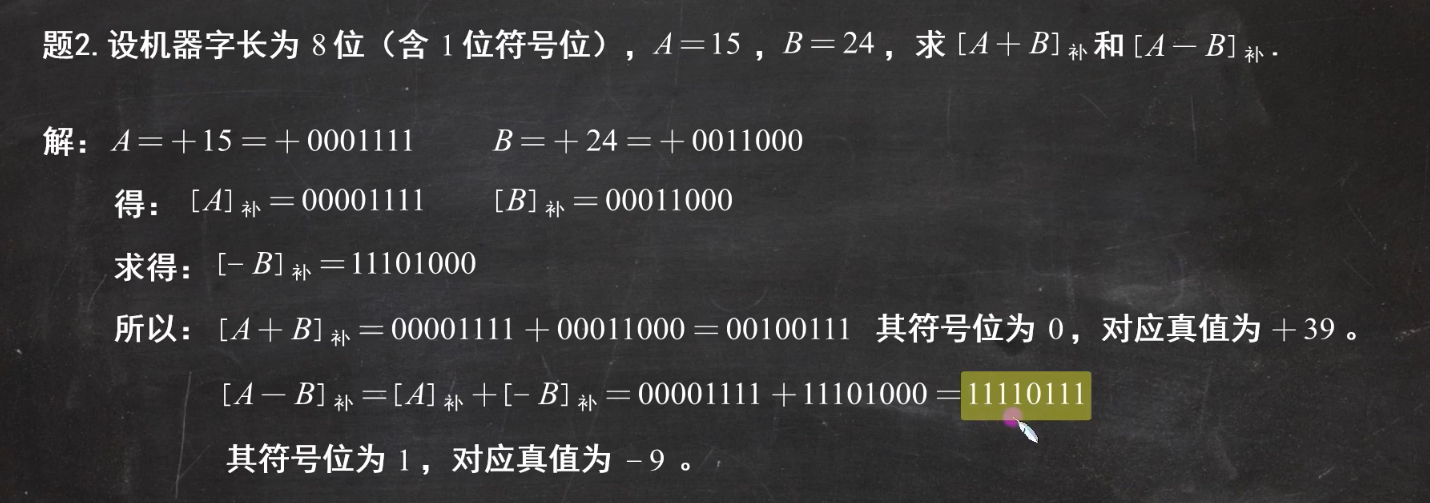 题2. 设机器字长为 8 位（含 1 位符号位），A＝15，B＝24，求 [A＋B]补和 [A－B]补．
解：A＝＋15＝＋0001111 B＝＋24＝＋0011000
得：[A]补＝00001111 [B]补＝00011000
求得：[－B]补＝11101000
所以：[A＋B]补＝00001111＋00011000＝00100111 其符号位为 0，对应真值为＋39。
[A－B]补＝[A]补＋[－B]补＝00001111＋11101000＝11110111
其符号位为 1，对应真值为 －9。